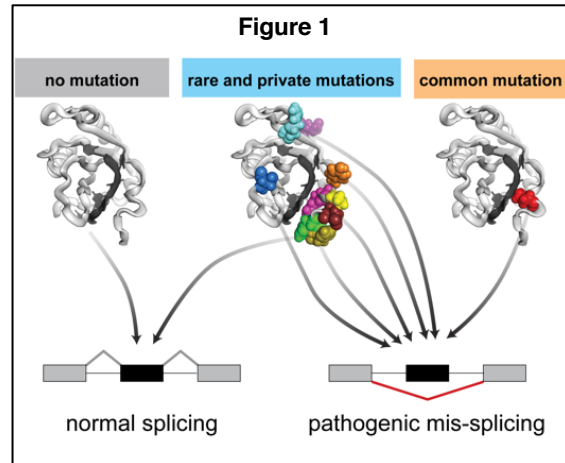 Figure 1
no mutation
rare and private mutations
common mutation
normal splicing
pathogenic mis-splicing